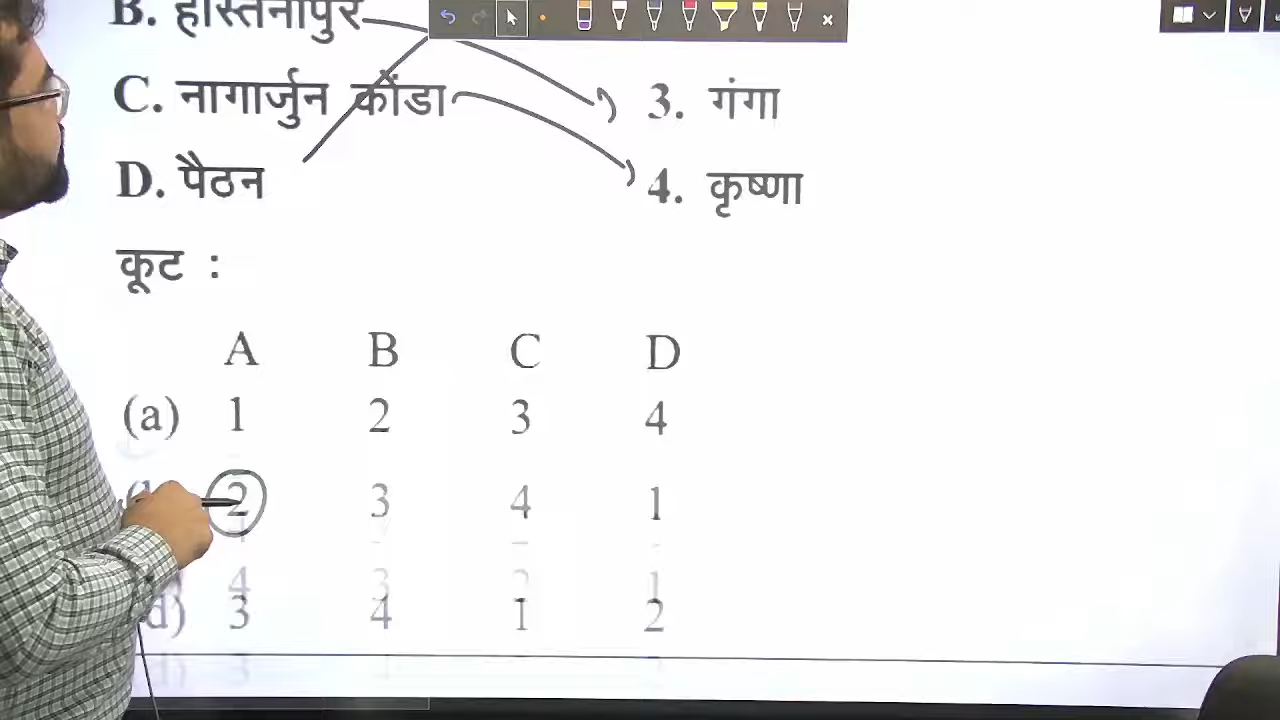 B. हस्तिनापुर
C. नागार्जुन कोंडा 3. गंगा
D. पैठन 4. कृष्णा
कूट :
A B C D
(a) 1 2 3 4
2 3 4 1
4 3 2 1
(d) 3 4 1 2